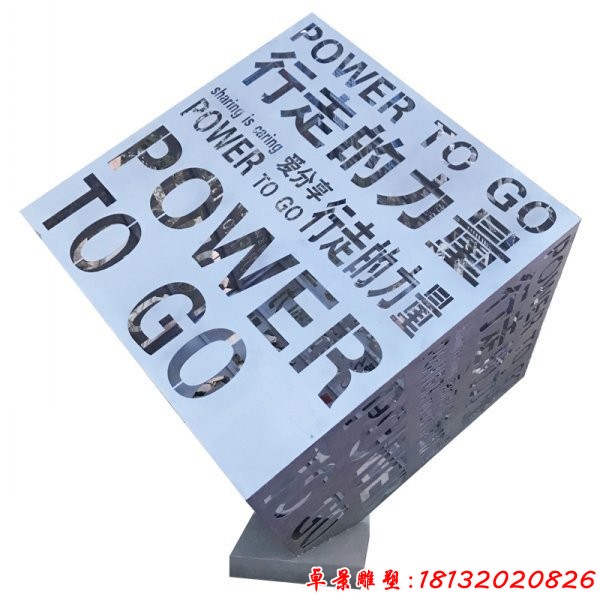 POWER TO GO
行走的力量
sharing is caring 爱分享
POWER TO GO 行走的力量
POWER
TO GO
卓景雕塑:18132020826